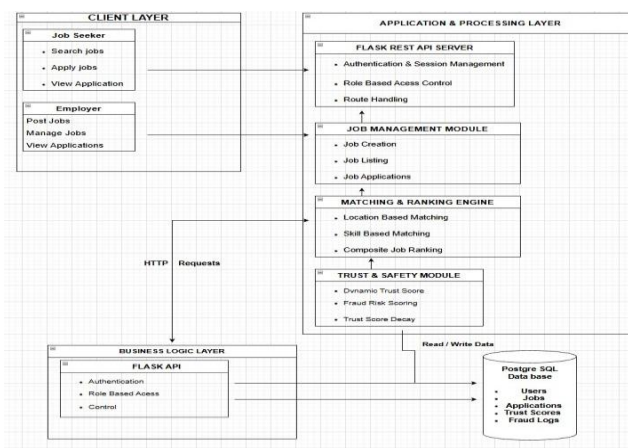 CLIENT LAYER
Job Seeker
Search jobs
Apply jobs
View Application
Employer
Post Jobs
Manage Jobs
View Applications
APPLICATION & PROCESSING LAYER
FLASK REST API SERVER
Authentication & Session Management
Role Based Acess Control
Route Handling
JOB MANAGEMENT MODULE
Job Creation
Job Listing
Job Applications
MATCHING & RANKING ENGINE
Location Based Matching
Skill Based Matching
Composite Job Ranking
TRUST & SAFETY MODULE
Dynamic Trust Score
Fraud Risk Scoring
Trust Score Decay
HTTP Requests
Read / Write Data
BUSINESS LOGIC LAYER
FLASK API
Authentication
Role Based Acess
Control
Postgre SQL
Data base
Users
Jobs
Applications
Trust Scores
Fraud Logs